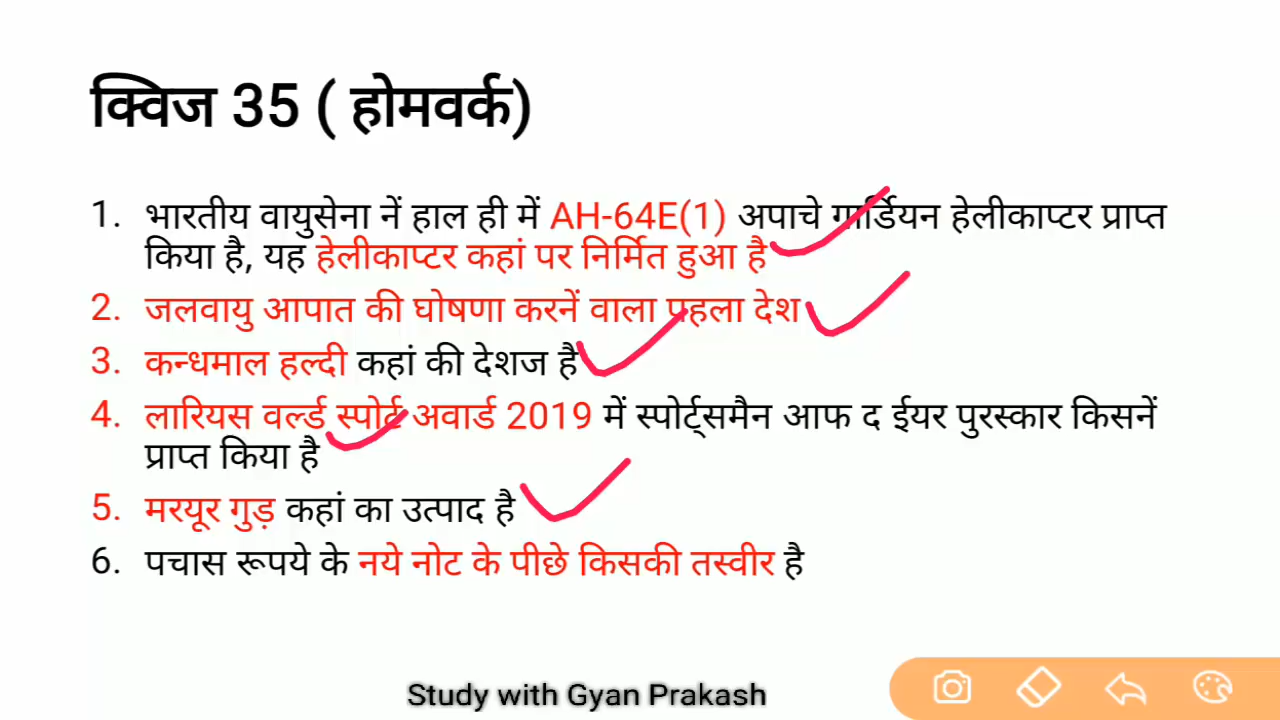 क्विज 35 ( होमवर्क)
1. भारतीय वायुसेना नें हाल ही में AH-64E(1) अपाचे गार्डियन हेलीकाप्टर प्राप्त
किया है, यह हेलीकाप्टर कहां पर निर्मित हुआ है
2. जलवायु आपात की घोषणा करनें वाला पहला देश
3. कन्धमाल हल्दी कहां की देशज है
4. लारियस वर्ल्ड स्पोर्ट अवार्ड 2019 में स्पोर्ट्समैन आफ द ईयर पुरस्कार किसनें
प्राप्त किया है
5. मरयूर गुड़ कहां का उत्पाद है
6. पचास रूपये के नये नोट के पीछे किसकी तस्वीर है
Study with Gyan Prakash